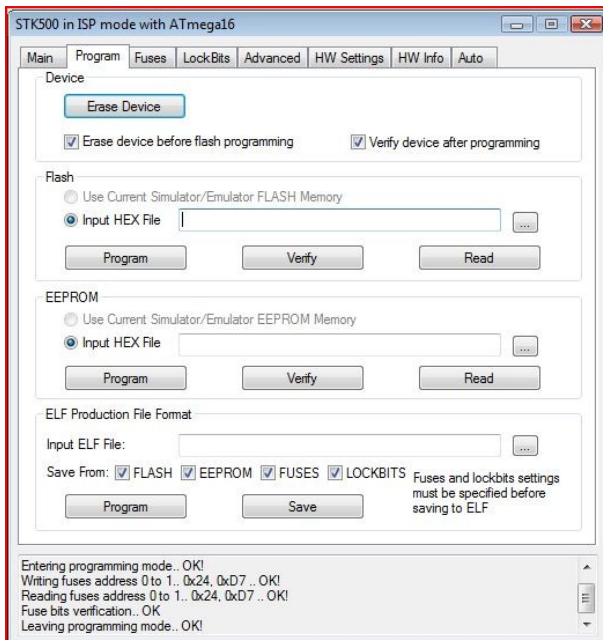 STK500 in ISP mode with ATmega16
Main Program Fuses LockBits Advanced HW Settings HW Info Auto
Device
Erase Device
Erase device before flash programming Verify device after programming
Flash
Use Current Simulator/Emulator FLASH Memory
Input HEX File ...
Program Verify Read
EEPROM
Use Current Simulator/Emulator EEPROM Memory
Input HEX File ...
Program Verify Read
ELF Production File Format
Input ELF File: ...
Save From: FLASH EEPROM FUSES LOCKBITS Fuses and lockbits settings
must be specified before
Program Save saving to ELF
Entering programming mode.. OK!
Writing fuses address 0 to 1.. 0x24, 0xD7 .. OK!
Reading fuses address 0 to 1.. 0x24, 0xD7 .. OK!
Fuse bits verification.. OK
Leaving programming mode.. OK!